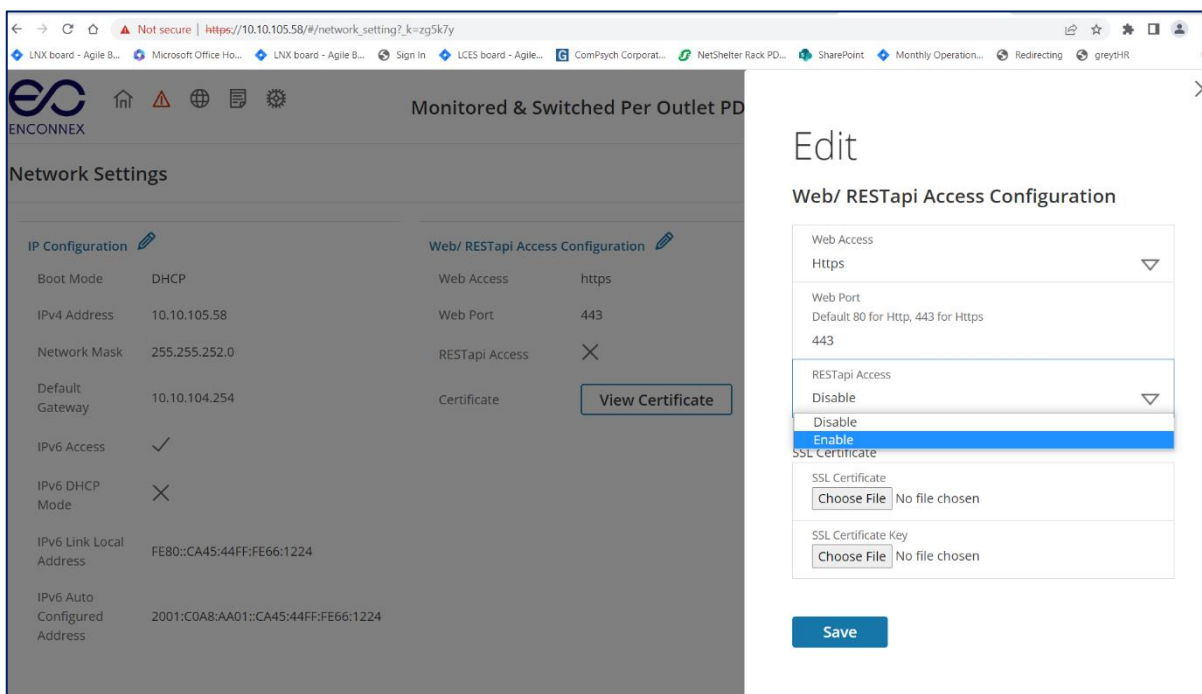 Not secure | https://10.10.105.58/#/network_setting?_k=zg5k7y
LNX board - Agile B... Microsoft Office Ho... LNX board - Agile B... Sign In LCES board - Agile... ComPsych Corporat... NetShelter Rack PD... SharePoint Monthly Operation... Redirecting greytHR
ENCONNEX
Monitored & Switched Per Outlet PD
Network Settings
IP Configuration
Boot Mode DHCP
IPv4 Address 10.10.105.58
Network Mask 255.255.252.0
Default
Gateway
10.10.104.254
IPv6 Access
IPv6 DHCP
Mode
IPv6 Link Local
Address
FE80::CA45:44FF:FE66:1224
IPv6 Auto
Configured
Address
2001:C0A8:AA01::CA45:44FF:FE66:1224
Web/ RESTapi Access Configuration
Web Access https
Web Port 443
RESTapi Access
Certificate View Certificate
Edit
Web/ RESTapi Access Configuration
Web Access
Https
Web Port
Default 80 for Http, 443 for Https
443
RESTapi Access
Disable
Disable
Enable
SSL Certificate
SSL Certificate
Choose File No file chosen
SSL Certificate Key
Choose File No file chosen
Save